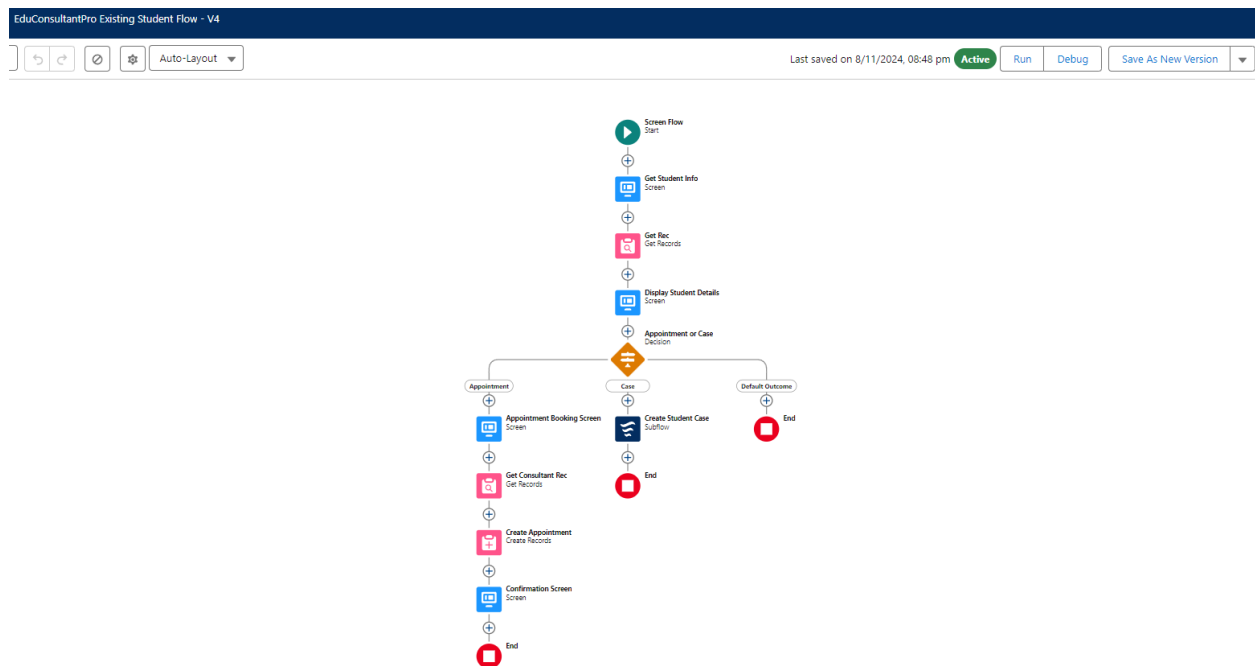 EduConsultantPro Existing Student Flow - V4
Auto-Layout
Last saved on 8/11/2024, 08:48 pm
Active
Run
Debug
Save As New Version
Screen Flow
Start
Get Student Info
Screen
Get Rec
Get Records
Display Student Details
Screen
Appointment or Case
Decision
Appointment
Case
Default Outcome
Appointment Booking Screen
Screen
Create Student Case
Subflow
End
Get Consultant Rec
Get Records
End
Create Appointment
Create Records
Confirmation Screen
Screen
End